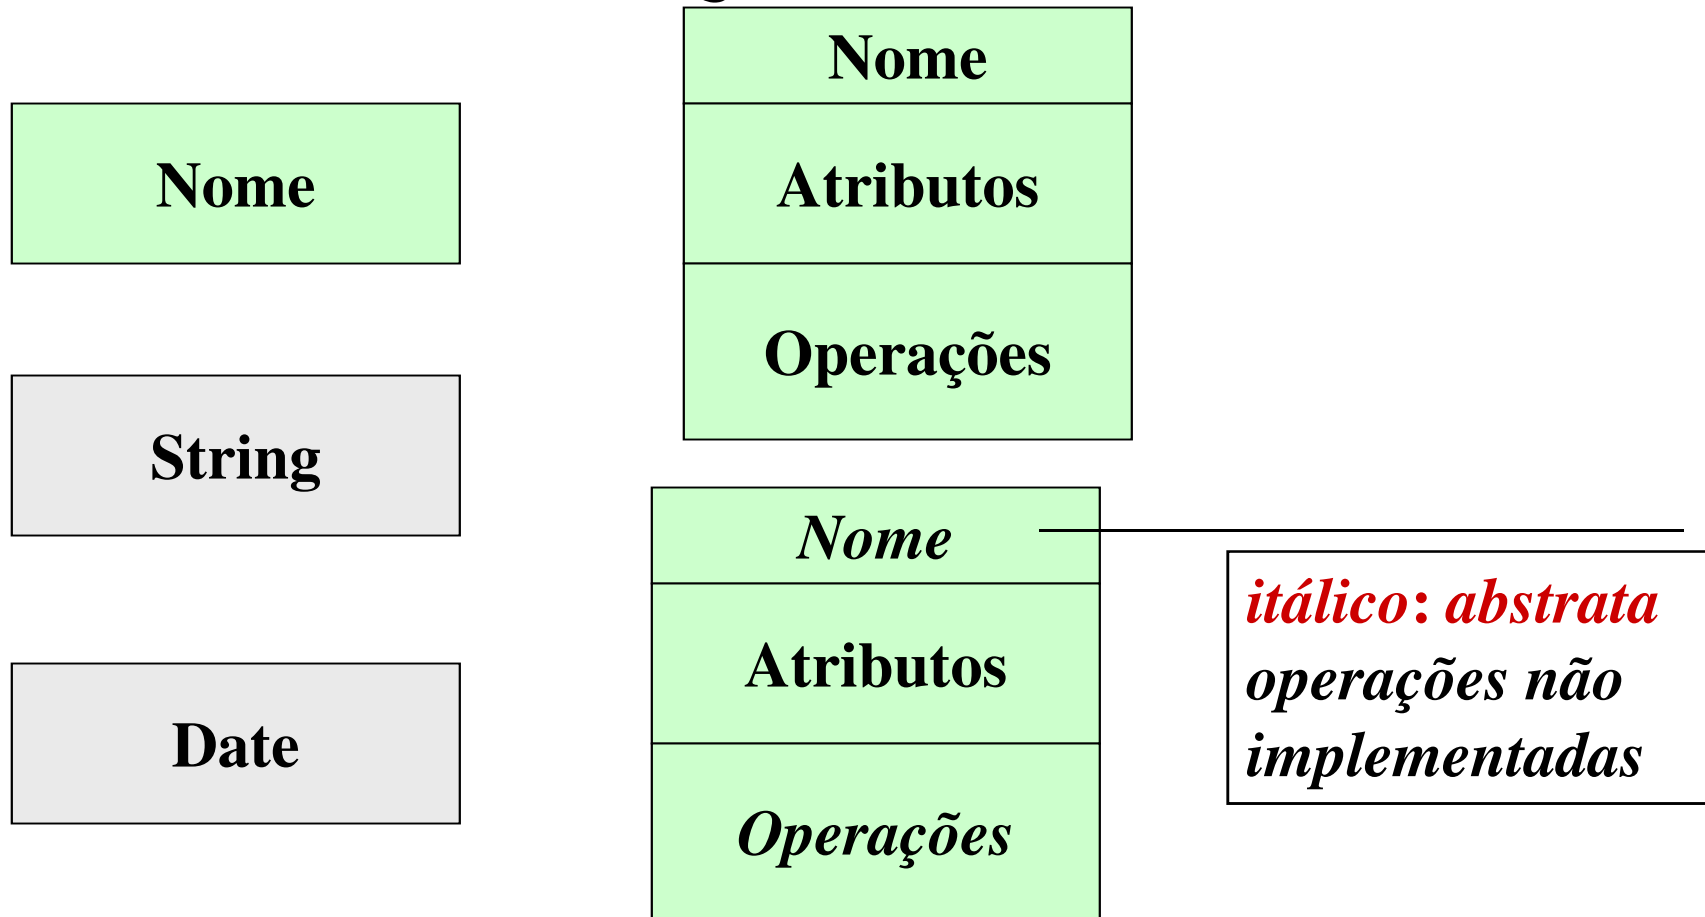 Nome
String
Date
Nome
Atributos
Operações
Nome
Atributos
Operações
itálico: abstrata
operações não
implementadas